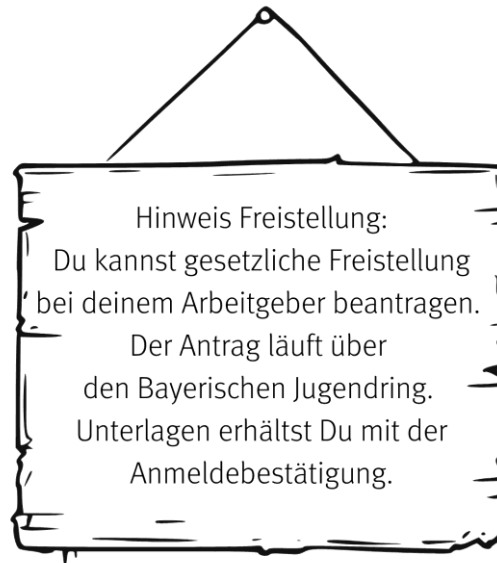 Hinweis Freistellung:
Du kannst gesetzliche Freistellung
bei deinem Arbeitgeber beantragen.
Der Antrag läuft über
den Bayerischen Jugendring.
Unterlagen erhältst Du mit der
Anmeldebestätigung.